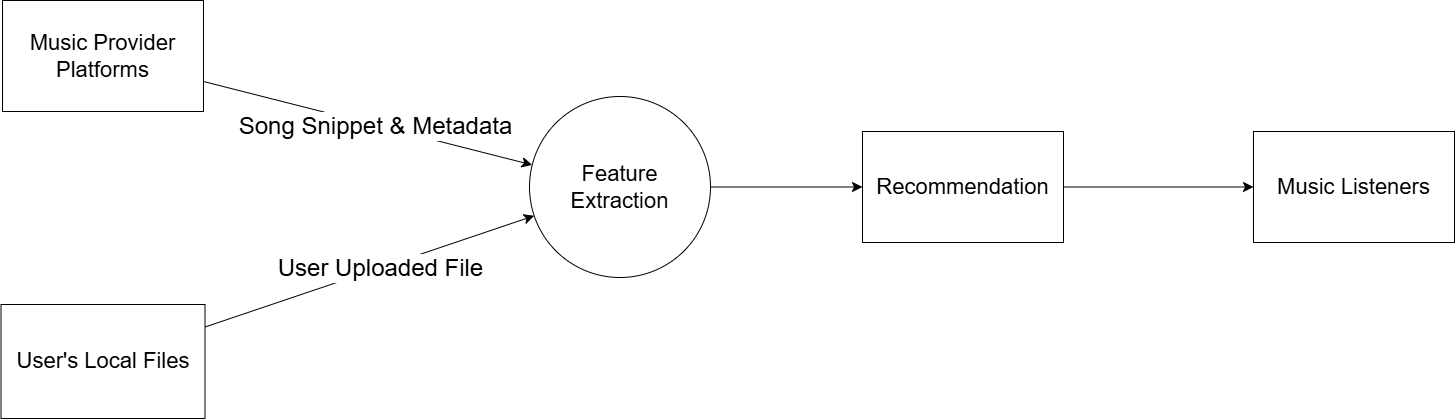 Music Provider
Platforms
Song Snippet & Metadata
Feature
Extraction
Recommendation
Music Listeners
User Uploaded File
User's Local Files